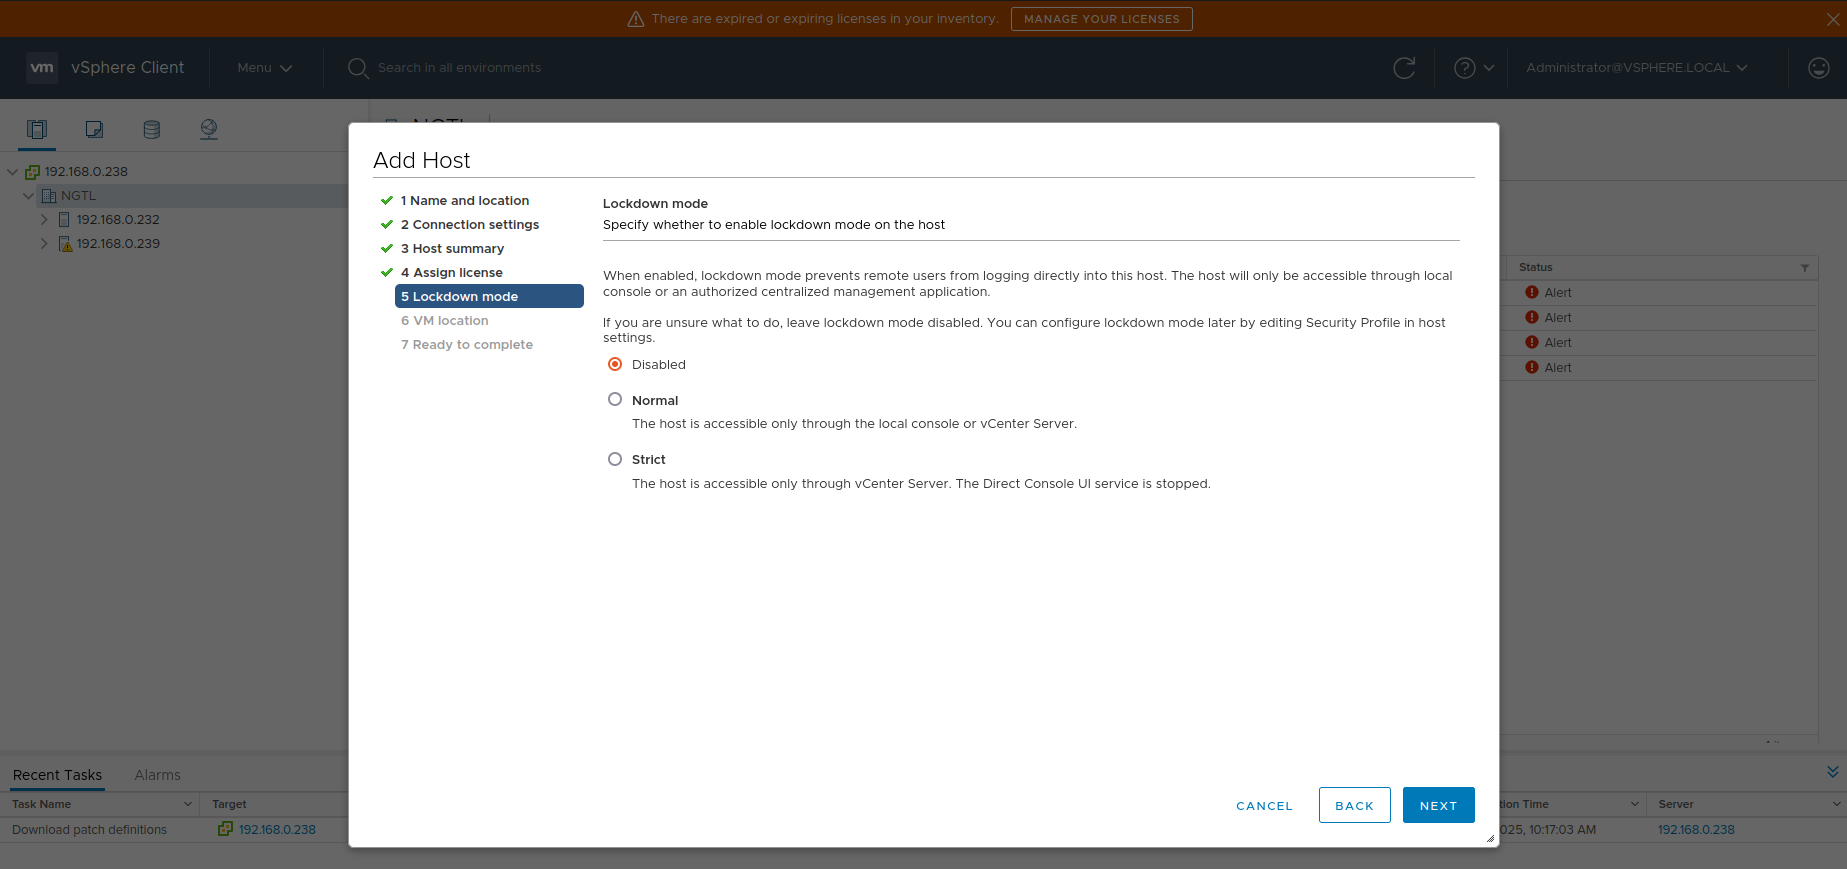 There are expired or expiring licenses in your inventory. MANAGE YOUR LICENSES
vm vSphere Client Menu Search in all environments Administrator@VSPHERE.LOCAL
192.168.0.238
NGTL
192.168.0.232
192.168.0.239
Add Host
1 Name and location
2 Connection settings
3 Host summary
4 Assign license
5 Lockdown mode
6 VM location
7 Ready to complete
Lockdown mode
Specify whether to enable lockdown mode on the host
When enabled, lockdown mode prevents remote users from logging directly into this host. The host will only be accessible through local
console or an authorized centralized management application.
If you are unsure what to do, leave lockdown mode disabled. You can configure lockdown mode later by editing Security Profile in host
settings.
Disabled
Normal
The host is accessible only through the local console or vCenter Server.
Strict
The host is accessible only through vCenter Server. The Direct Console UI service is stopped.
CANCEL BACK NEXT
Status
Alert
Alert
Alert
Alert
Recent Tasks Alarms
Task Name Target Time Server
Download patch definitions 192.168.0.238 10:17:03 AM 192.168.0.238